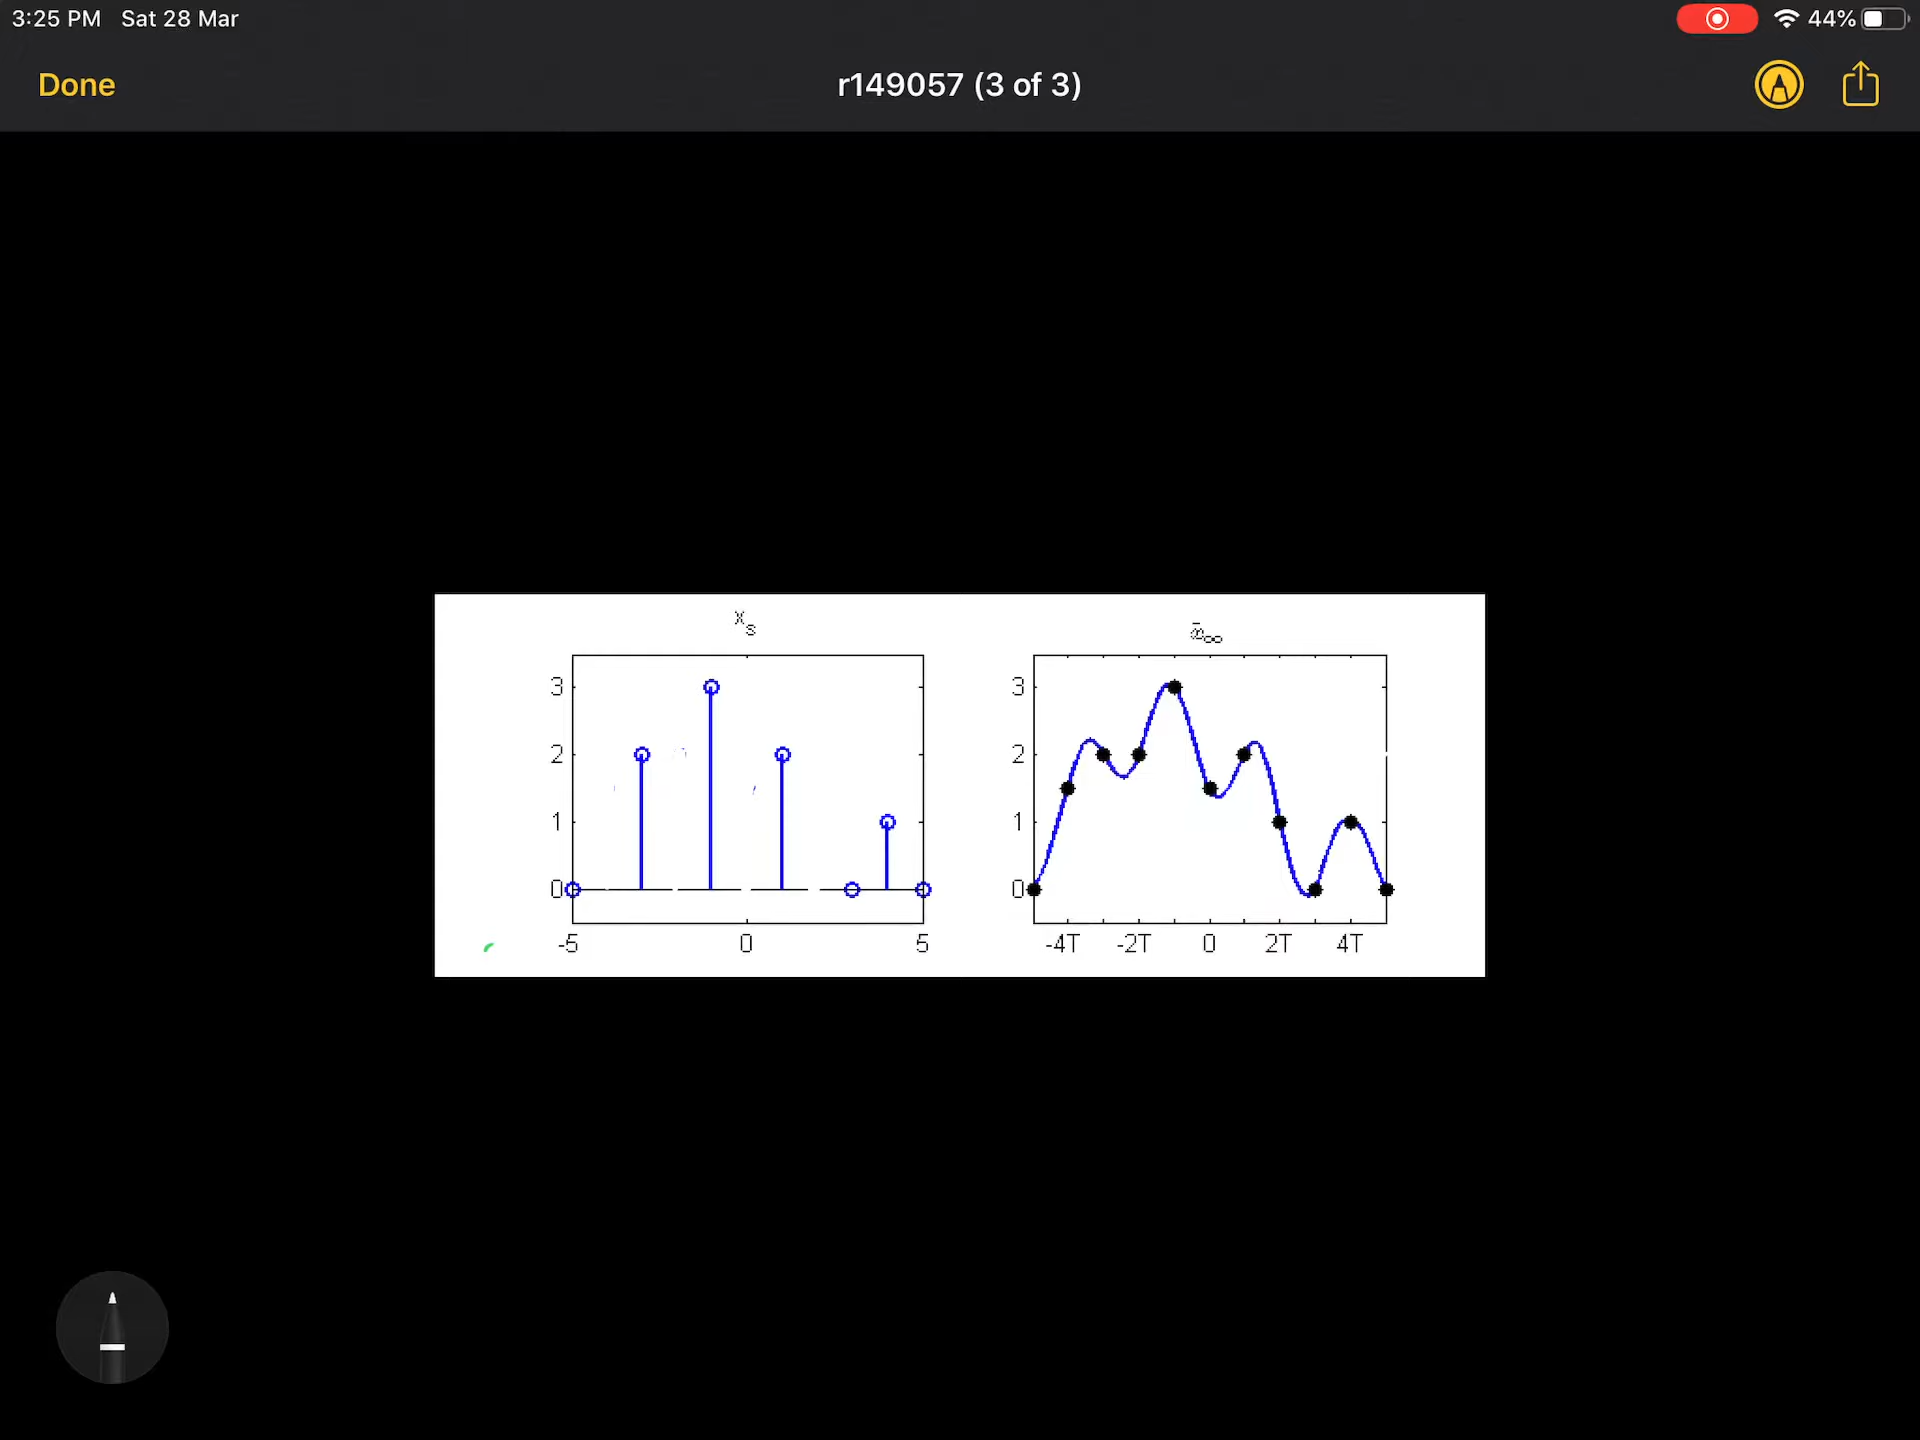 3:25 PM Sat 28 Mar
44%
Done
r149057 (3 of 3)
x_s
3
2
1
0
-5 0 5
x̄_∞
3
2
1
0
-4T -2T 0 2T 4T